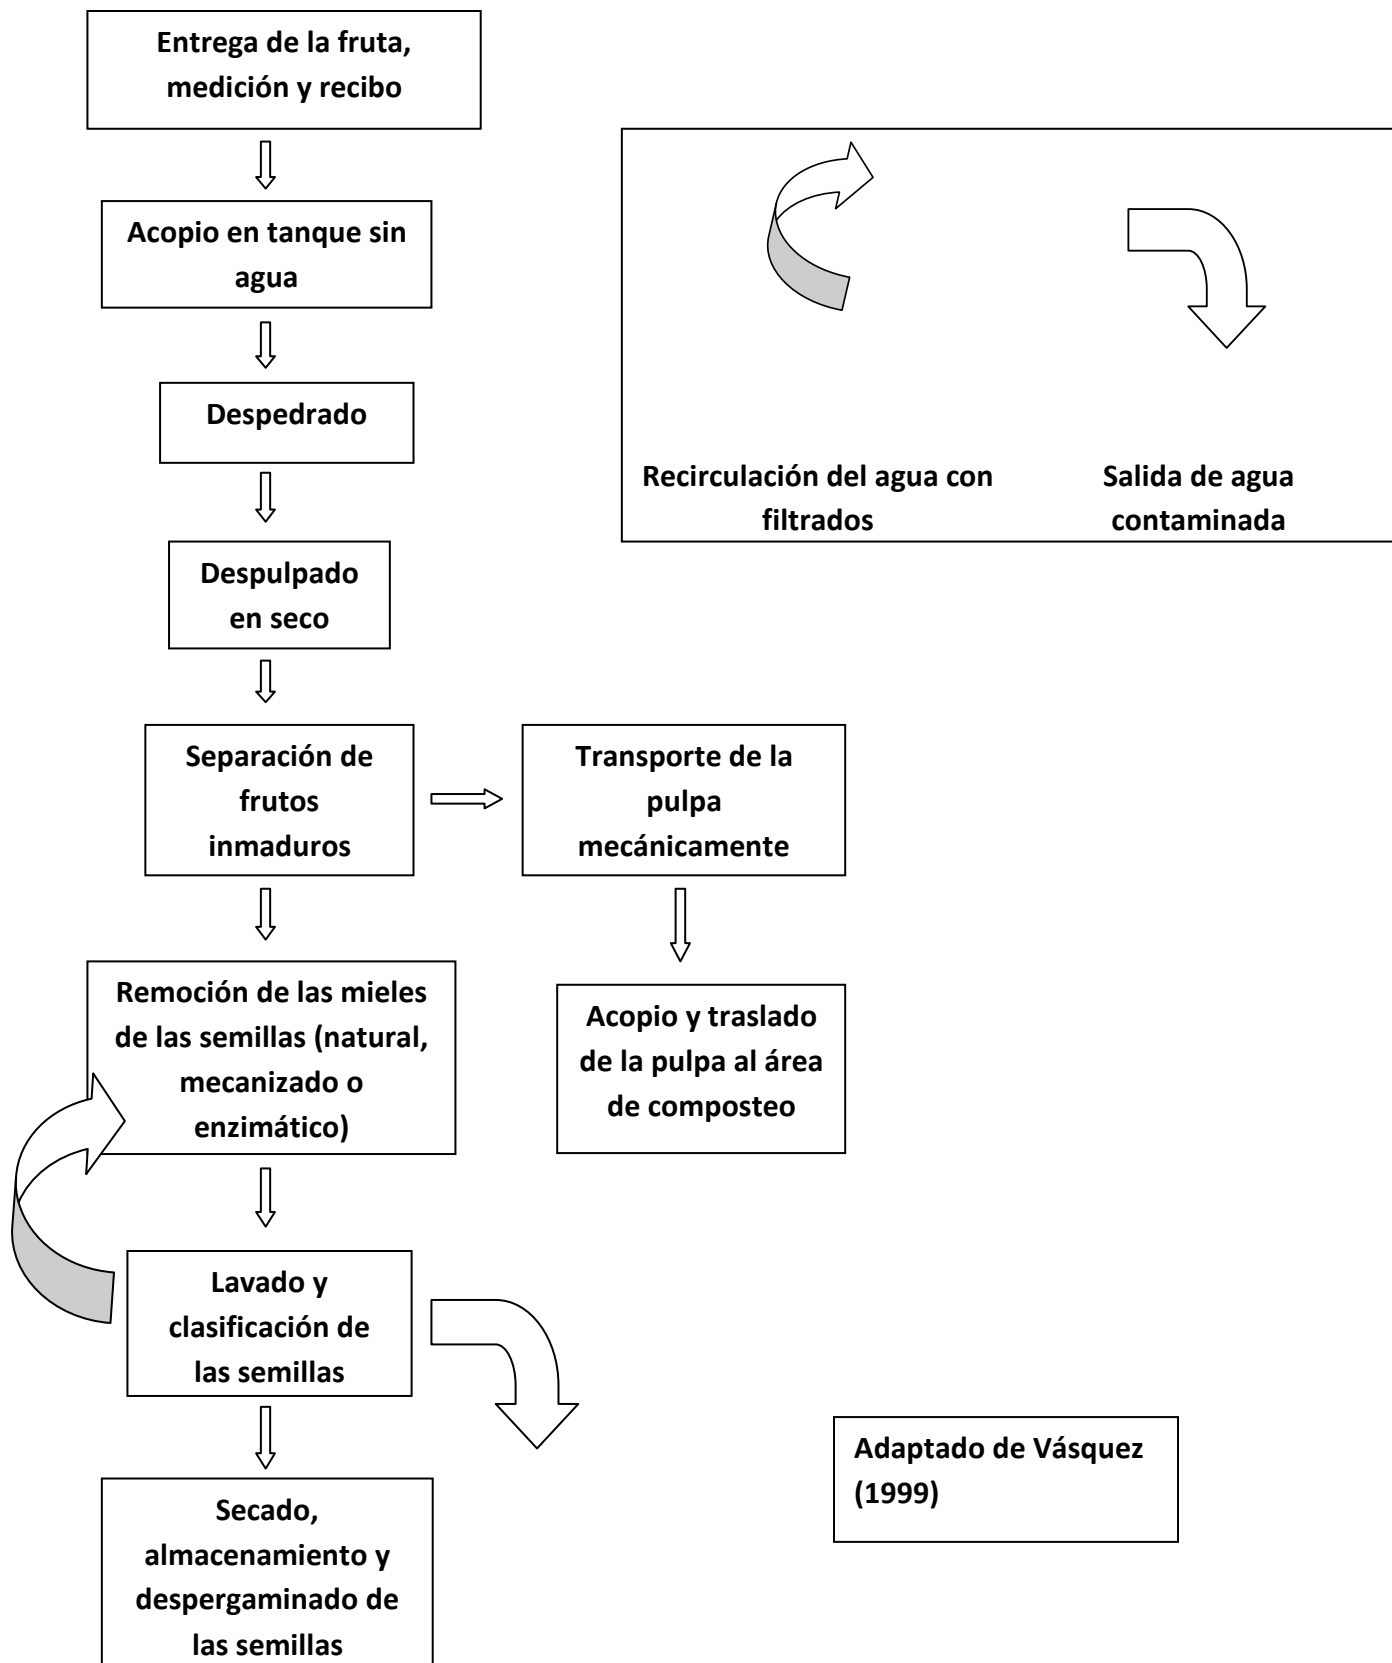 Entrega de la fruta,
medición y recibo
Acopio en tanque sin
agua
Despedrado
Despulpado
en seco
Separación de
frutos
inmaduros
Transporte de la
pulpa
mecánicamente
Remoción de las mieles
de las semillas (natural,
mecanizado o
enzimático)
Acopio y traslado
de la pulpa al área
de composteo
Lavado y
clasificación de
las semillas
Secado,
almacenamiento y
despergaminado de
las semillas
Recirculación del agua con
filtrados
Salida de agua
contaminada
Adaptado de Vásquez
(1999)